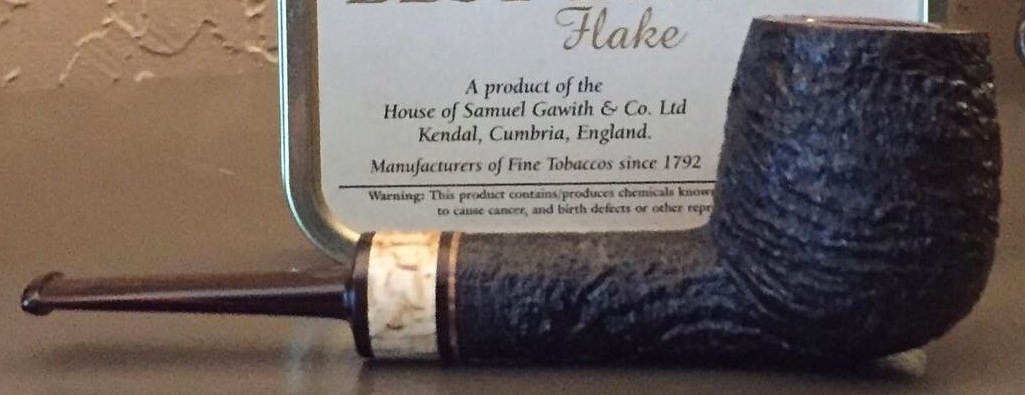 Flake
A product of the
House of Samuel Gawith & Co. Ltd
Kendal, Cumbria, England.
Manufacturers of Fine Tobaccos since 1792
Warning: This product contains/produces chemicals know
to cause cancer, and birth defects or other repr